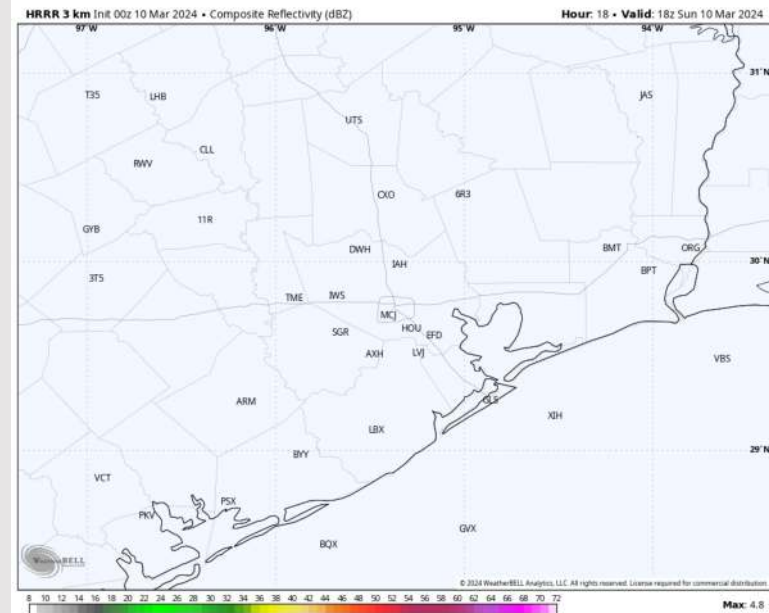 HRRR 3 km Init 00z 10 Mar 2024 • Composite Reflectivity (dBZ) Hour: 18 • Valid: 18z Sun 10 Mar 2024
97°W 96°W 95°W 94°W
31°N
T35 LHB JAS
UTS
CLL
RWV
CXO 6R3
11R
GYB
DWH BMT ORG
30°N
IAH
BPT
3T5
TME IWS
MCJ
HOU
SGR EFD
AXH LVJ
VBS
ARM GLS
XIH
LBX
29°N
BYY
VCT
PSX
PKV
GVX
BQX
WeatherBELL
© 2024 WeatherBELL Analytics, LLC. All rights reserved. License required for commercial distribution.
8 10 12 14 16 18 20 22 24 26 28 30 32 34 36 38 40 42 44 46 48 50 52 54 56 58 60 62 64 66 68 70 72
Max: 4.8